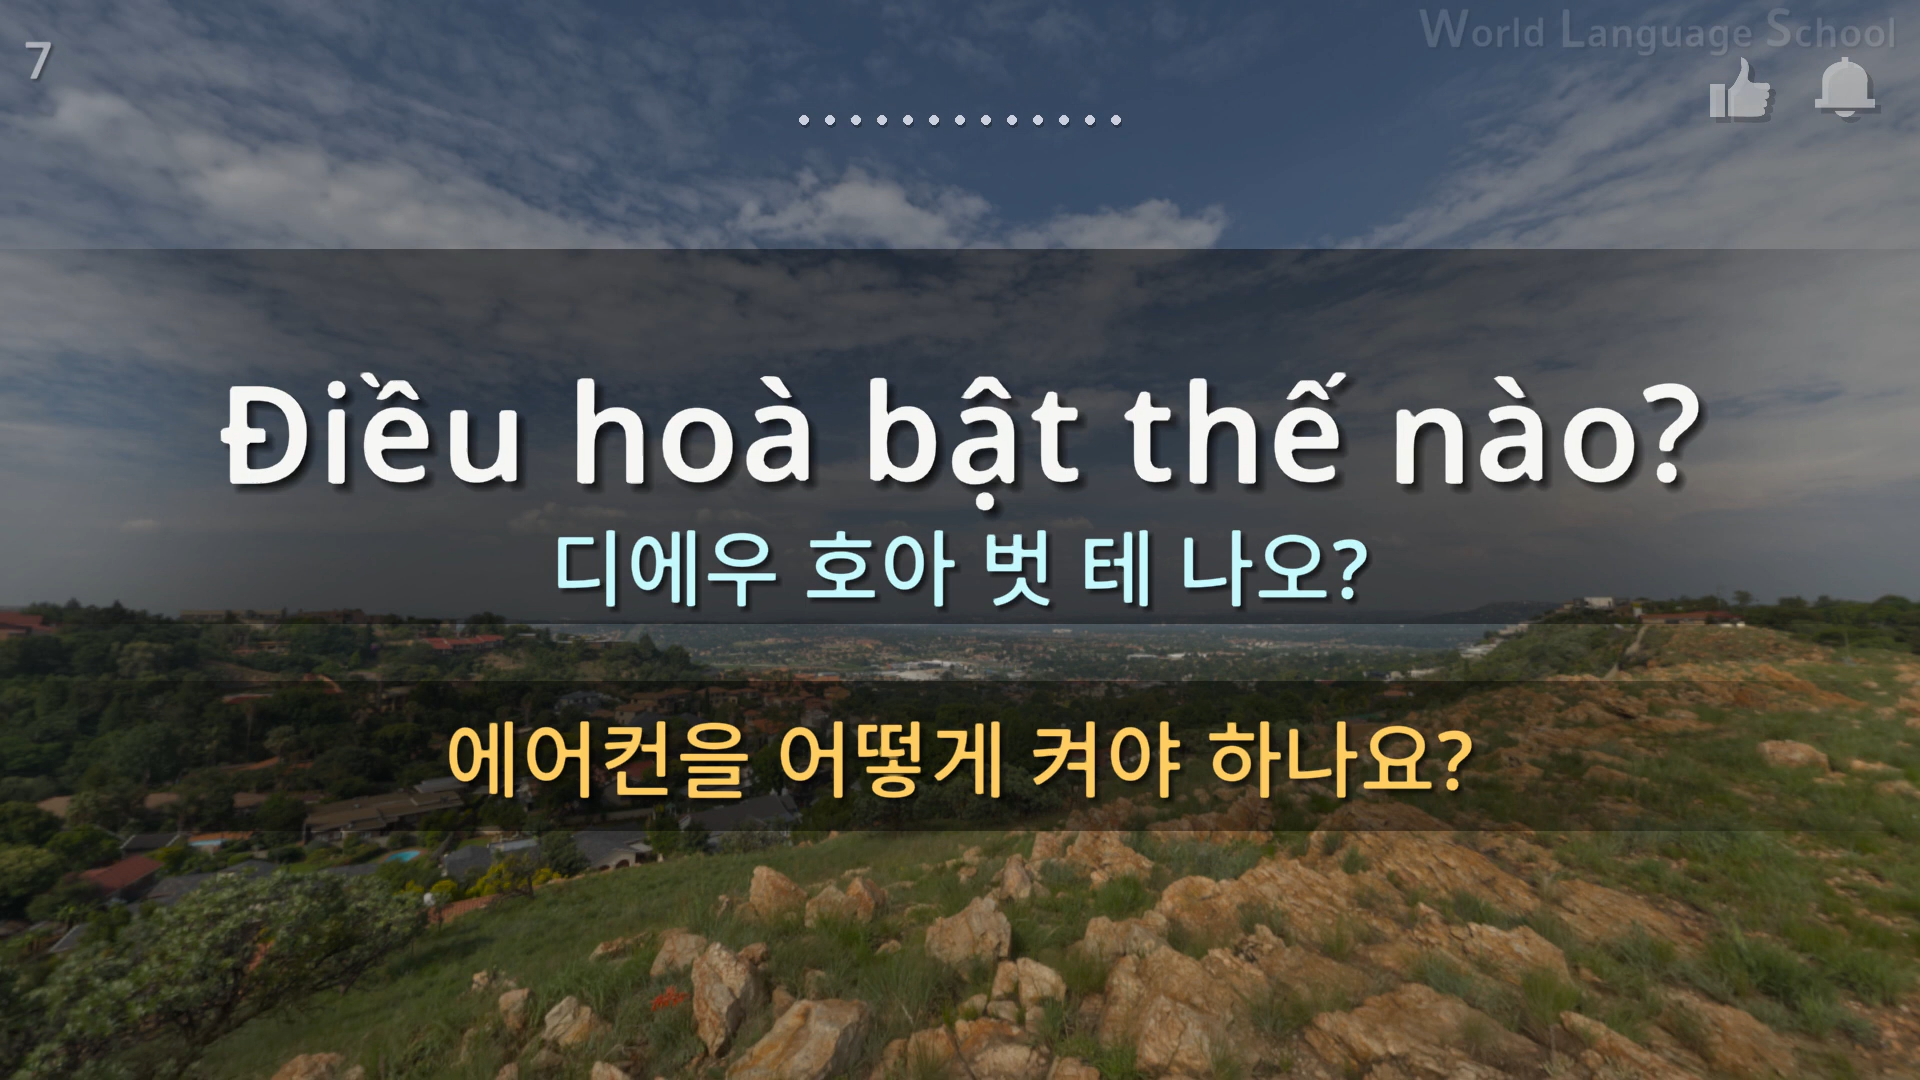 World Language School
7
Điều hoà bật thế nào?
디에우 호아 벗 테 나오?
에어컨을 어떻게 켜야 하나요?